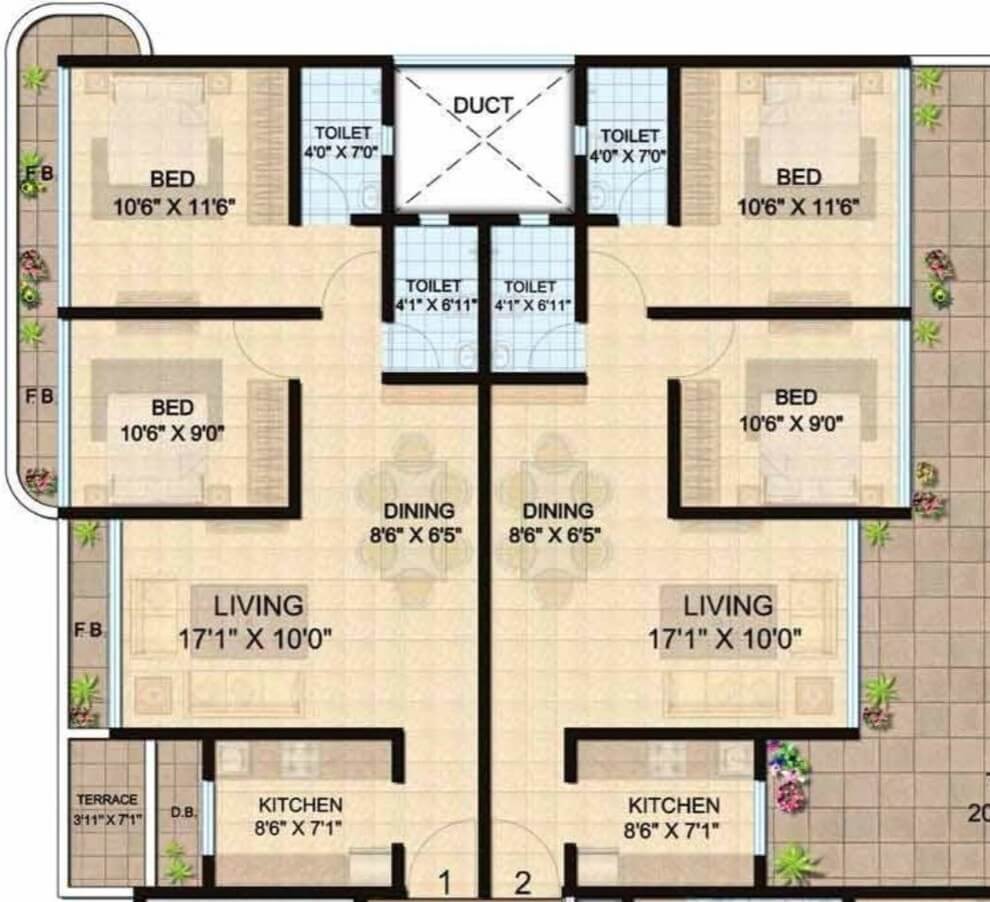 DUCT
TOILET
4'0" X 7'0"
TOILET
4'0" X 7'0"
BED
10'6" X 11'6"
BED
10'6" X 11'6"
F.B.
TOILET
4'1" X 6'11"
TOILET
4'1" X 6'11"
BED
10'6" X 9'0"
BED
10'6" X 9'0"
F.B.
DINING
8'6" X 6'5"
DINING
8'6" X 6'5"
LIVING
17'1" X 10'0"
LIVING
17'1" X 10'0"
F.B.
TERRACE
3'11" X 7'1"
D.B.
KITCHEN
8'6" X 7'1"
KITCHEN
8'6" X 7'1"
20
1
2